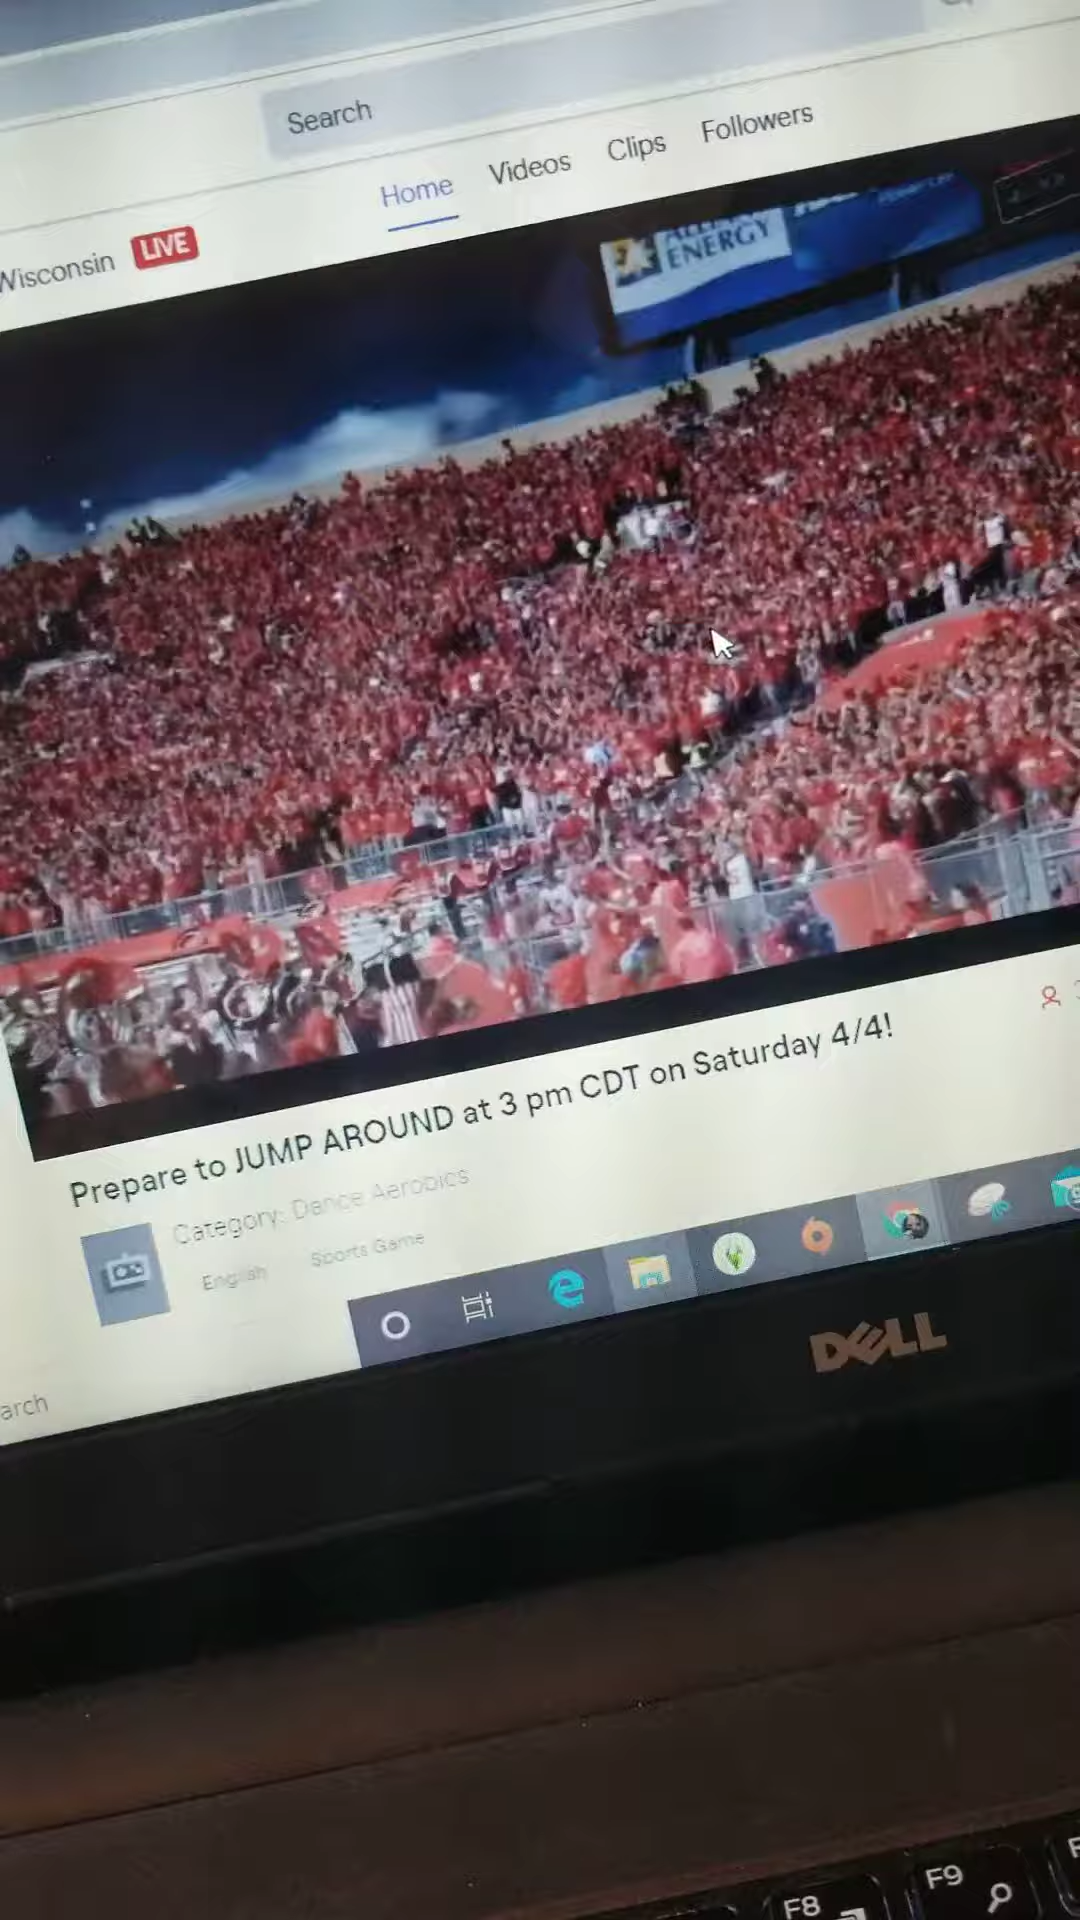 Search
Home Videos Clips Followers
Wisconsin LIVE
ENERGY
Prepare to JUMP AROUND at 3 pm CDT on Saturday 4/4!
Category: Dance Aerobics
English Sports Game
arch
DELL
F8 F9